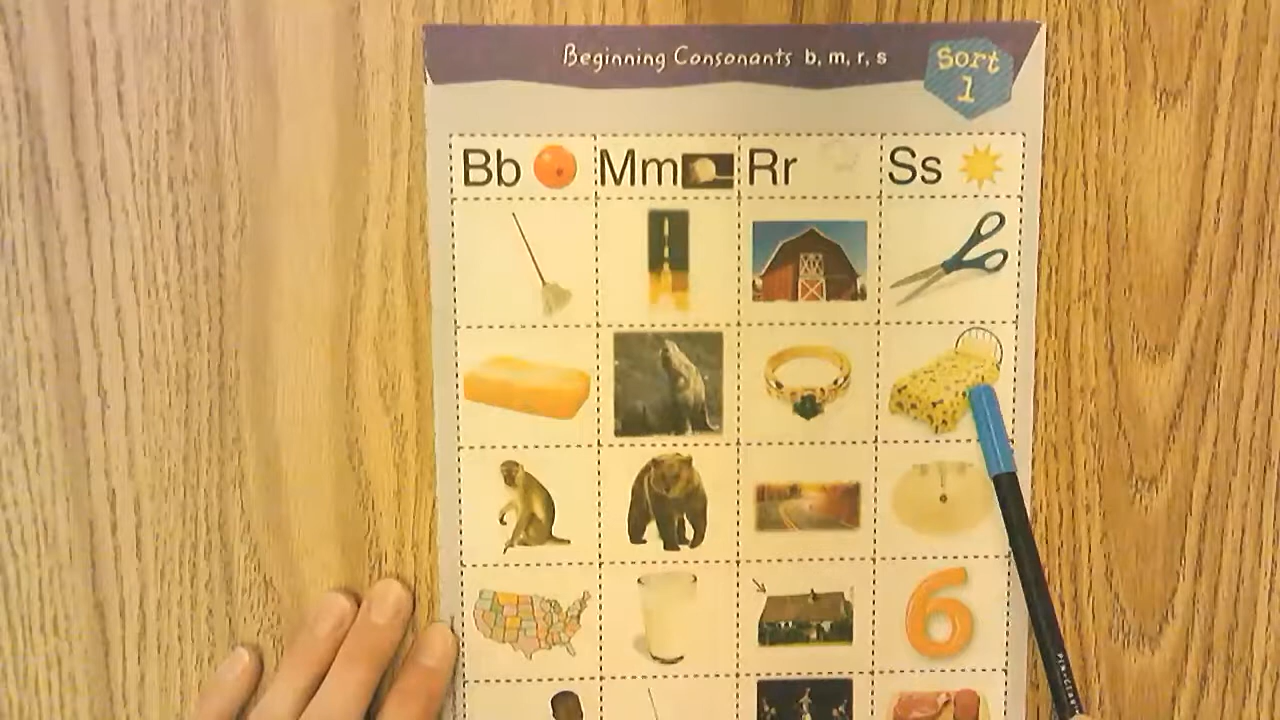 Beginning Consonants b, m, r, s
Sort
1
Bb Mm Rr Ss
6